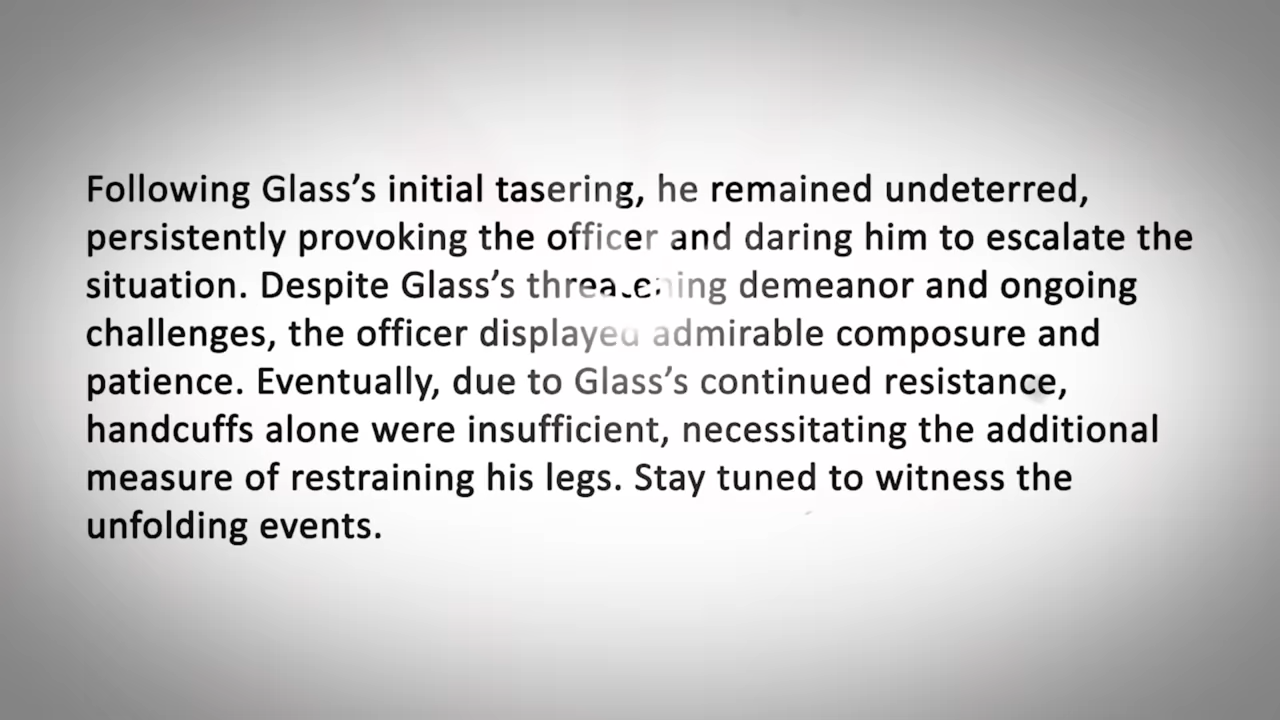 Following Glass’s initial tasering, he remained undeterred,
persistently provoking the officer and daring him to escalate the
situation. Despite Glass’s threatening demeanor and ongoing
challenges, the officer displayed admirable composure and
patience. Eventually, due to Glass’s continued resistance,
handcuffs alone were insufficient, necessitating the additional
measure of restraining his legs. Stay tuned to witness the
unfolding events.